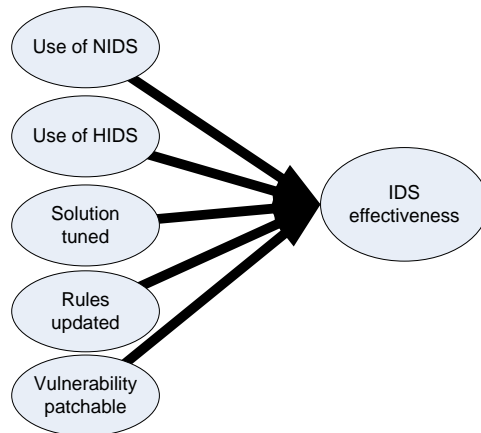 Use of NIDS
Use of HIDS
Solution
tuned
Rules
updated
Vulnerability
patchable
IDS
effectiveness